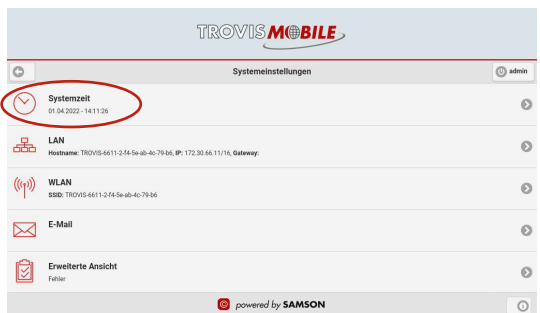 TROVIS MOBILE
Systemeinstellungen
admin
Systemzeit
01.04.2022 - 14:11:26
LAN
Hostname: TROVIS-6611-2-f4-5e-ab-4c-79-b6, IP: 172.30.66.11/16, Gateway:
WLAN
SSID: TROVIS-6611-2-f4-5e-ab-4c-79-b6
E-Mail
Erweiterte Ansicht
Fehler
powered by SAMSON